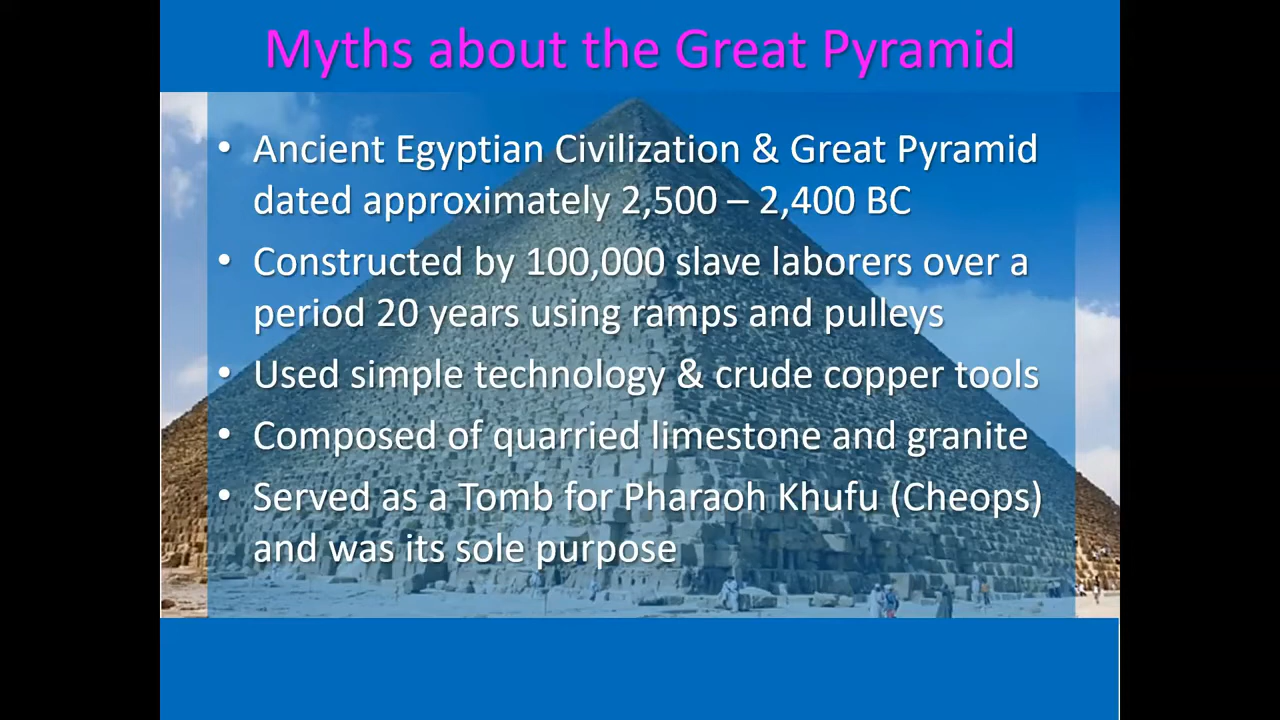 Myths about the Great Pyramid
• Ancient Egyptian Civilization & Great Pyramid
dated approximately 2,500 – 2,400 BC
• Constructed by 100,000 slave laborers over a
period 20 years using ramps and pulleys
• Used simple technology & crude copper tools
• Composed of quarried limestone and granite
• Served as a Tomb for Pharaoh Khufu (Cheops)
and was its sole purpose